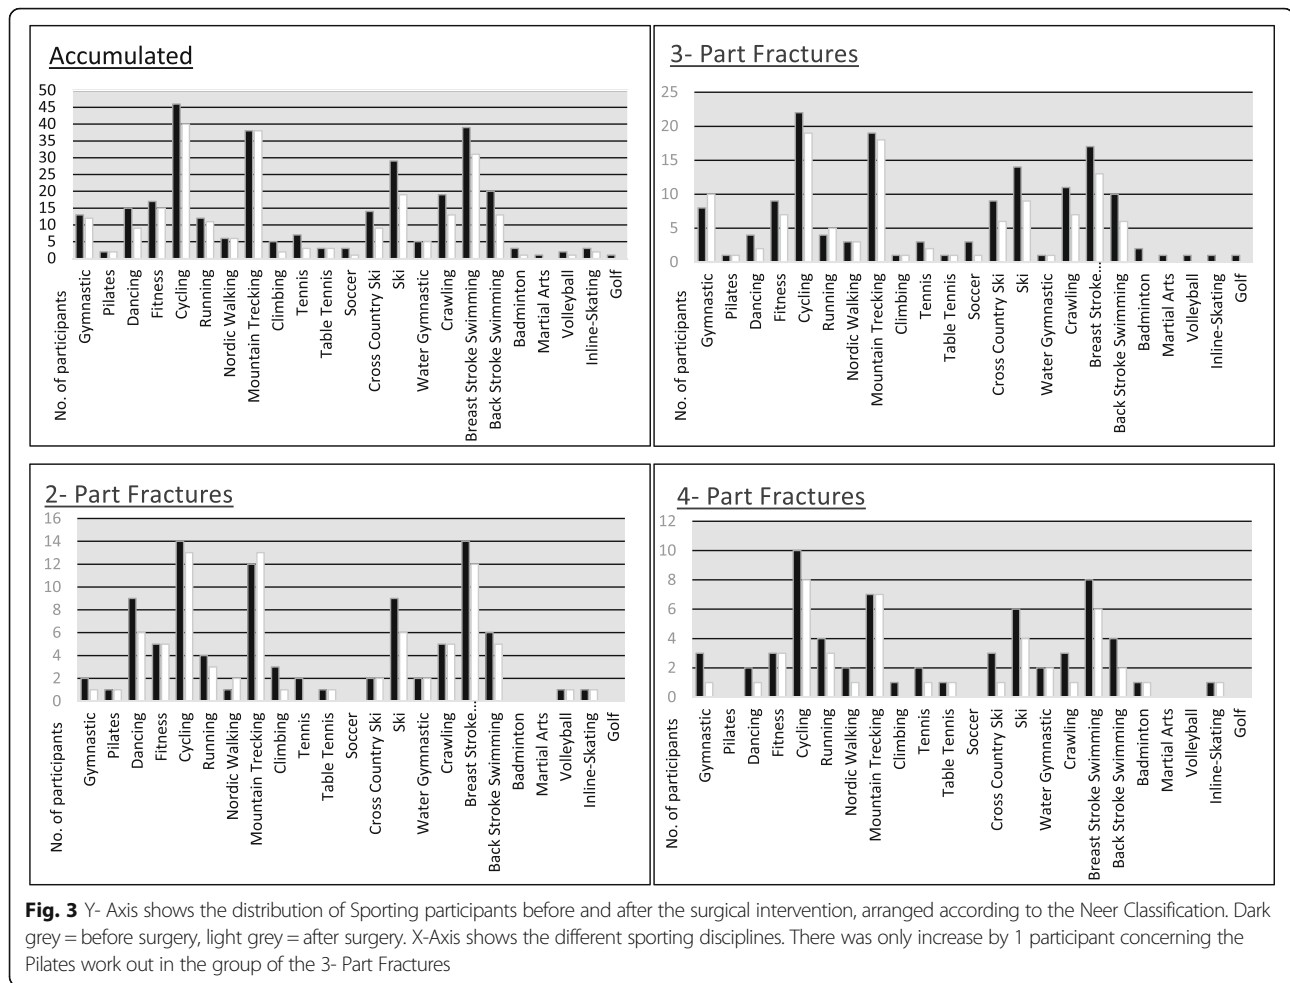 Accumulated
50
45
40
35
30
25
20
15
10
5
0
No. of participants
Gymnastic
Pilates
Dancing
Fitness
Cycling
Running
Nordic Walking
Mountain Trecking
Climbing
Tennis
Table Tennis
Soccer
Cross Country Ski
Ski
Water Gymnastic
Crawling
Breast Stroke Swimming
Back Stroke Swimming
Badminton
Martial Arts
Volleyball
Inline-Skating
Golf
3- Part Fractures
25
20
15
10
5
0
No. of participants
Gymnastic
Pilates
Dancing
Fitness
Cycling
Running
Nordic Walking
Mountain Trecking
Climbing
Tennis
Table Tennis
Soccer
Cross Country Ski
Ski
Water Gymnastic
Crawling
Breast Stroke...
Back Stroke Swimming
Badminton
Martial Arts
Volleyball
Inline-Skating
Golf
2- Part Fractures
16
14
12
10
8
6
4
2
0
No. of participants
Gymnastic
Pilates
Dancing
Fitness
Cycling
Running
Nordic Walking
Mountain Trecking
Climbing
Tennis
Table Tennis
Soccer
Cross Country Ski
Ski
Water Gymnastic
Crawling
Breast Stroke...
Back Stroke Swimming
Badminton
Martial Arts
Volleyball
Inline-Skating
Golf
4- Part Fractures
12
10
8
6
4
2
0
No. of participants
Gymnastic
Pilates
Dancing
Fitness
Cycling
Running
Nordic Walking
Mountain Trecking
Climbing
Tennis
Table Tennis
Soccer
Cross Country Ski
Ski
Water Gymnastic
Crawling
Breast Stroke Swimming
Back Stroke Swimming
Badminton
Martial Arts
Volleyball
Inline-Skating
Golf
Fig. 3 Y- Axis shows the distribution of Sporting participants before and after the surgical intervention, arranged according to the Neer Classification. Dark
grey = before surgery, light grey = after surgery. X-Axis shows the different sporting disciplines. There was only increase by 1 participant concerning the
Pilates work out in the group of the 3- Part Fractures